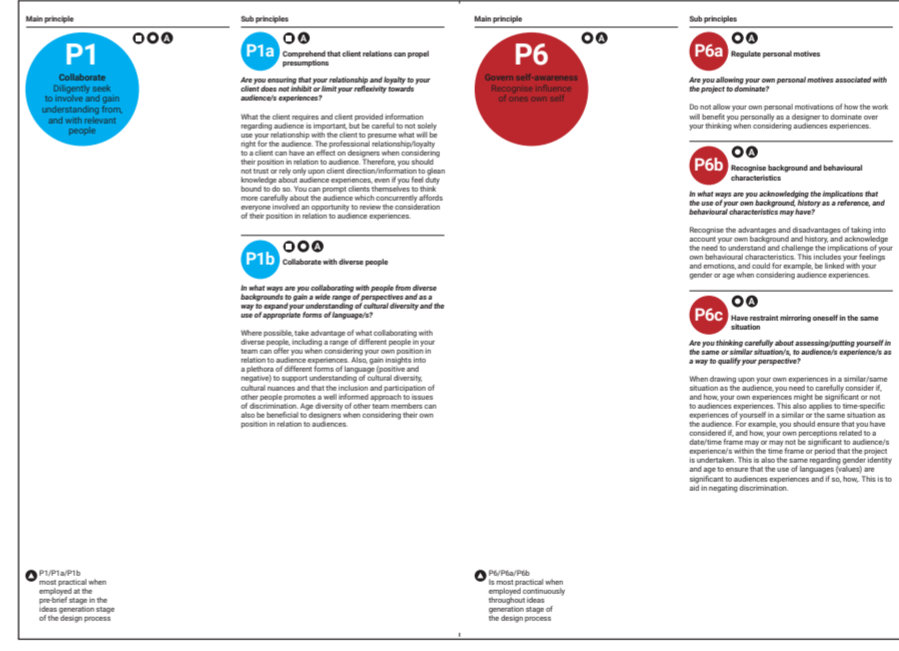 Main principle
P1
Collaborate
Diligently seek
to involve and gain
understanding from,
and with relevant
people
P1/P1a/P1b
most practical when
employed at the
pre-brief stage in the
ideas generation stage
of the design process
Sub principles
P1a
Comprehend that client relations can propel
presumptions
Are you ensuring that your relationship and loyalty to your
client does not inhibit or limit your reflexivity towards
audience/s experiences?
What the client requires and client provided information
regarding audience is important, but be careful to not solely
use your relationship with the client to presume what will be
right for the audience. The professional relationship/loyalty
to a client can have an effect on designers when considering
their position in relation to audience. Therefore, you should
not trust or rely only upon client direction/information to glean
knowledge about audience experiences, even if you feel duty
bound to do so. You can prompt clients themselves to think
more carefully about the audience which concurrently affords
everyone involved an opportunity to review the consideration
of their position in relation to audience experiences.
P1b
Collaborate with diverse people
In what ways are you collaborating with people from diverse
backgrounds to gain a wide range of perspectives and as a
way to expand your understanding of cultural diversity and the
use of appropriate forms of language/s?
Where possible, take advantage of what collaborating with
diverse people, including a range of different people in your
team can offer you when considering your own position in
relation to audience experiences. Also, gain insights into
a plethora of different forms of language (positive and
negative) to support understanding of cultural diversity,
cultural nuances and that the inclusion and participation of
other people promotes a well informed approach to issues
of discrimination. Age diversity of other team members can
also be beneficial to designers when considering their own
position in relation to audiences.
Main principle
P6
Govern self-awareness
Recognise influence
of ones own self
P6/P6a/P6b
Is most practical when
employed continuously
throughout ideas
generation stage of
the design process
Sub principles
P6a
Regulate personal motives
Are you allowing your own personal motives associated with
the project to dominate?
Do not allow your own personal motivations of how the work
will benefit you personally as a designer to dominate over
your thinking when considering audiences experiences.
P6b
Recognise background and behavioural
characteristics
In what ways are you acknowledging the implications that
the use of your own background, history as a reference, and
behavioural characteristics may have?
Recognise the advantages and disadvantages of taking into
account your own background and history, and acknowledge
the need to understand and challenge the implications of your
own behavioural characteristics. This includes your feelings
and emotions, and could for example, be linked with your
gender or age when considering audience experiences.
P6c
Have restraint mirroring oneself in the same
situation
Are you thinking carefully about assessing/putting yourself in
the same or similar situation/s, to audience/s experience/s as
a way to qualify your perspective?
When drawing upon your own experiences in a similar/same
situation as the audience, you need to carefully consider if,
and how, your own experiences might be significant or not
to audiences experiences. This also applies to time-specific
experiences of yourself in a similar or the same situation as
the audience. For example, you should ensure that you have
considered if, and how, your own perceptions related to a
date/time frame may or may not be significant to audience/s
experience/s within the time frame or period that the project
is undertaken. This is also the same regarding gender identity
and age to ensure that the use of languages (values) are
significant to audiences experiences and if so, how,. This is to
aid in negating discrimination.